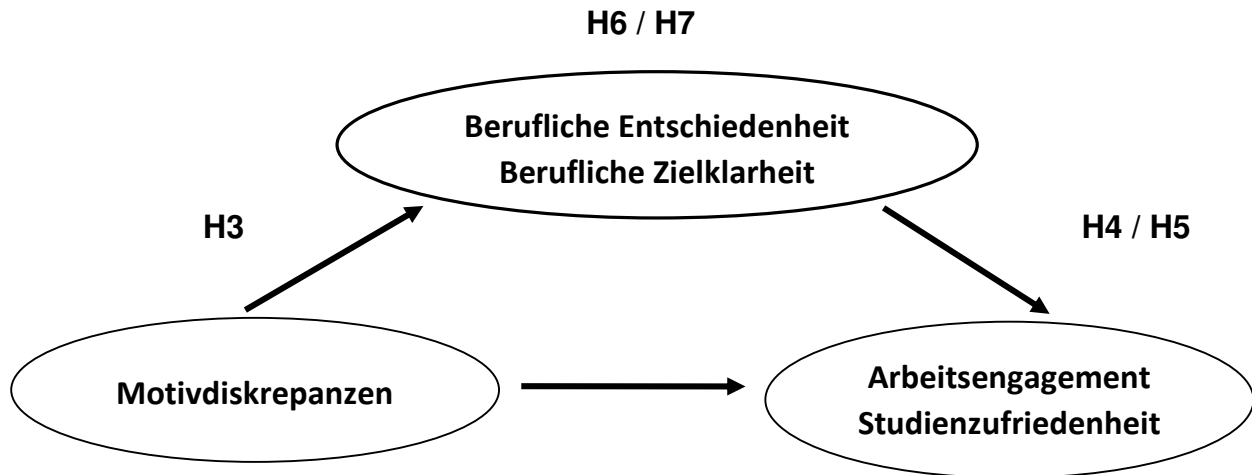 H6 / H7
Berufliche Entschiedenheit
Berufliche Zielklarheit
H3
H4 / H5
Motivdiskrepanzen
Arbeitsengagement
Studienzufriedenheit